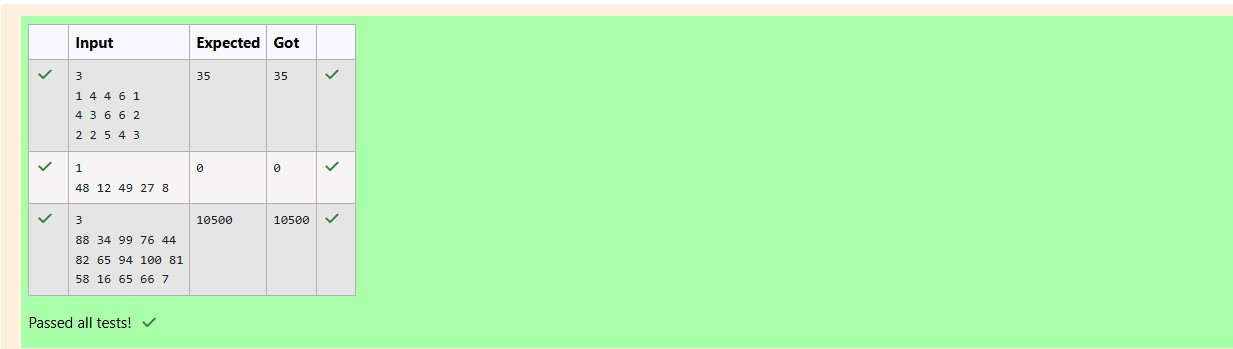 Input Expected Got
3 35 35
1 4 4 6 1
4 3 6 6 2
2 2 5 4 3
1 0 0
48 12 49 27 8
3 10500 10500
88 34 99 76 44
82 65 94 100 81
58 16 65 66 7
Passed all tests!